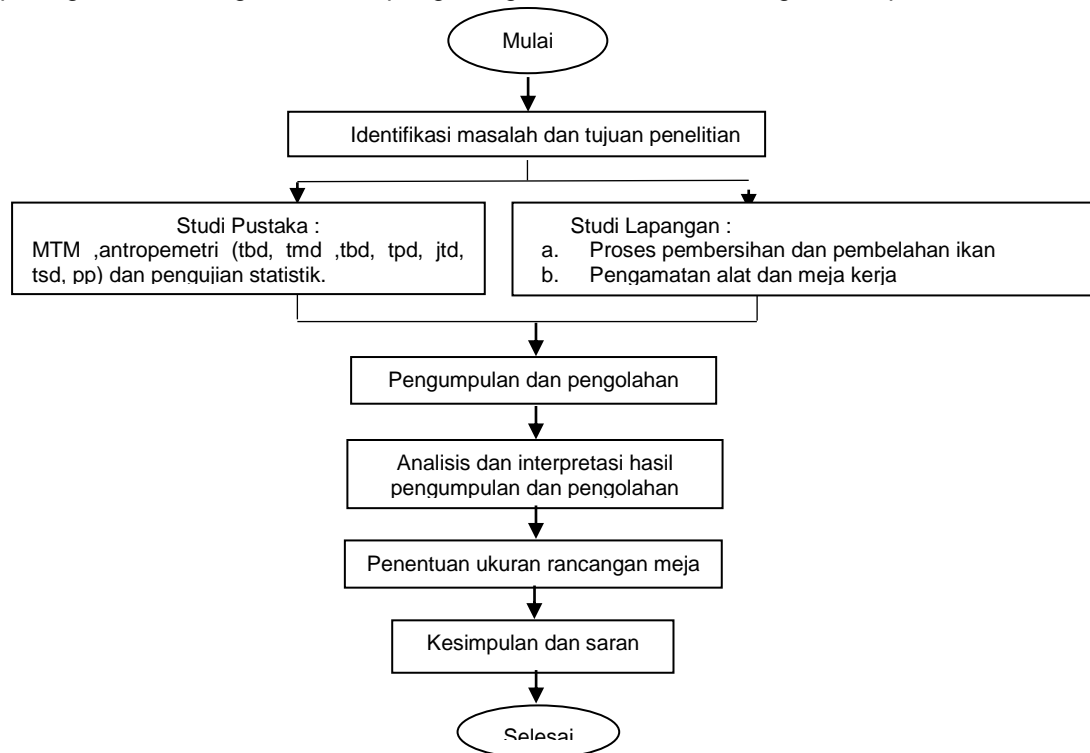 Mulai
Identifikasi masalah dan tujuan penelitian
Studi Pustaka :
MTM ,antropemetri (tbd, tmd ,tbd, tpd, jtd,
tsd, pp) dan pengujian statistik.
Studi Lapangan :
a. Proses pembersihan dan pembelahan ikan
b. Pengamatan alat dan meja kerja
Pengumpulan dan pengolahan
Analisis dan interpretasi hasil
pengumpulan dan pengolahan
Penentuan ukuran rancangan meja
Kesimpulan dan saran
Selesai